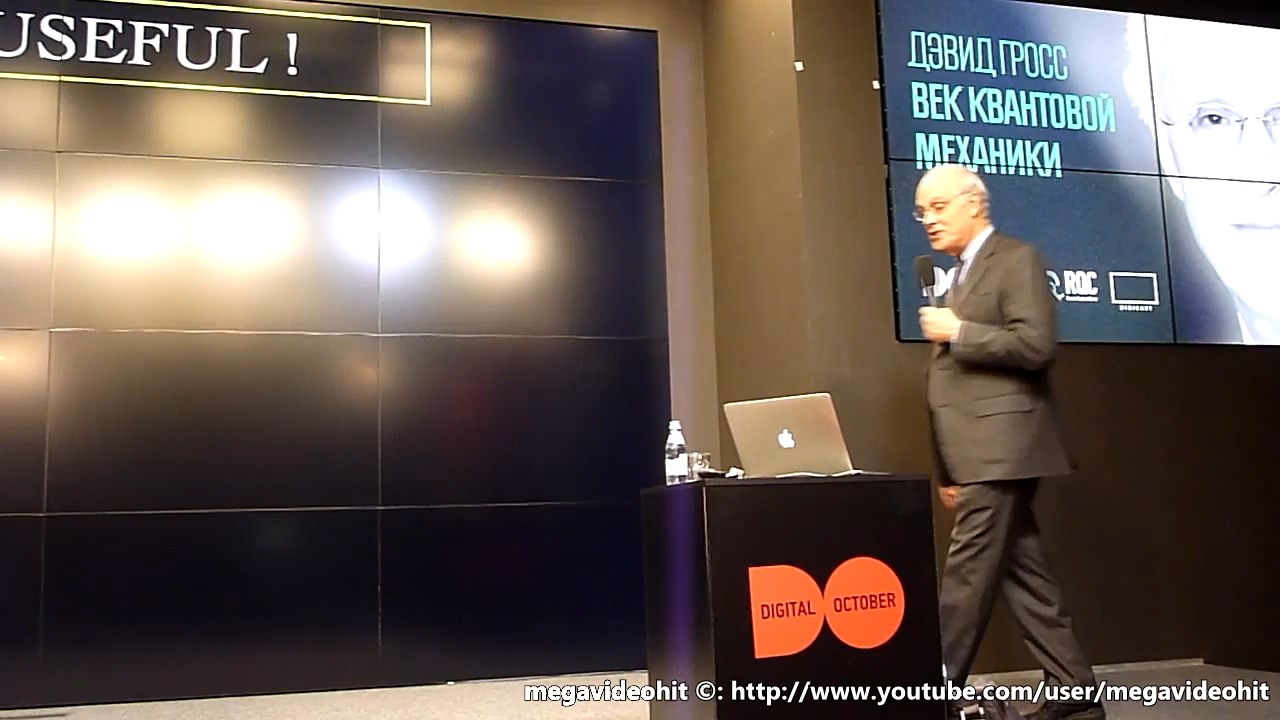 USEFUL !
ДЭВИД ГРОСС
ВЕК КВАНТОВОЙ
МЕХАНИКИ
RQC
DIGITAL OCTOBER
megavideohit ©: http://www.youtube.com/user/megavideohit